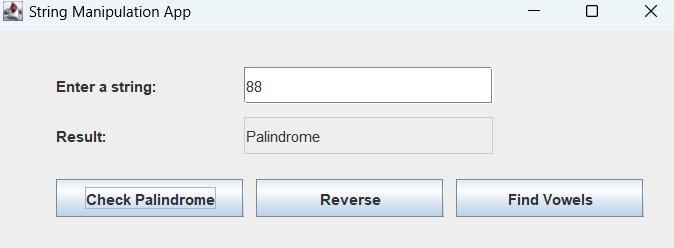 String Manipulation App
Enter a string: 88
Result: Palindrome
Check Palindrome Reverse Find Vowels